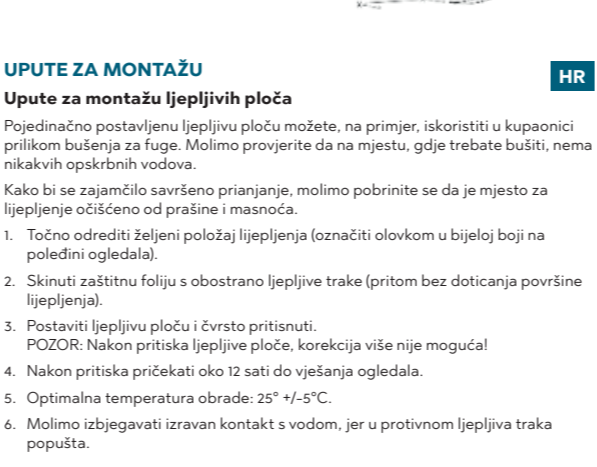 UPUTE ZA MONTAŽU
HR
Upute za montažu ljepljivih ploča
Pojedinačno postavljenu ljepljivu ploču možete, na primjer, iskoristiti u kupaonici
prilikom bušenja za fuge. Molimo provjerite da na mjestu, gdje trebate bušiti, nema
nikakvih opskrbnih vodova.
Kako bi se zajamčilo savršeno prianjanje, molimo pobrinite se da je mjesto za
lijepljenje očišćeno od prašine i masnoća.
1. Točno odrediti željeni položaj lijepljenja (označiti olovkom u bijeloj boji na
poleđini ogledala).
2. Skinuti zaštitnu foliju s obostrano ljepljive trake (pritom bez doticanja površine
lijepljenja).
3. Postaviti ljepljivu ploču i čvrsto pritisnuti.
POZOR: Nakon pritiska ljepljive ploče, korekcija više nije moguća!
4. Nakon pritiska pričekati oko 12 sati do vješanja ogledala.
5. Optimalna temperatura obrade: 25° +/-5°C.
6. Molimo izbjegavati izravan kontakt s vodom, jer u protivnom ljepljiva traka
popušta.